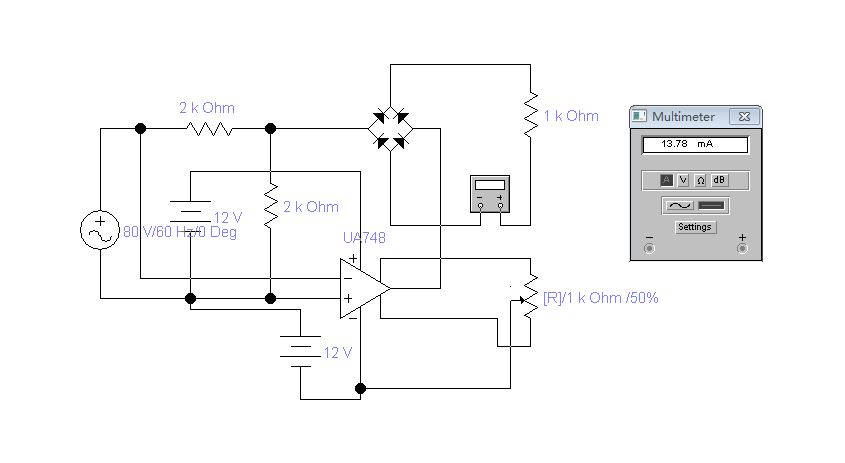 2 k Ohm
1 k Ohm
Multimeter
13.78 mA
A V Ω dB
Settings
2 k Ohm
12 V
80 V/60 Hz/0 Deg
UA748
[R]/1 k Ohm /50%
12 V